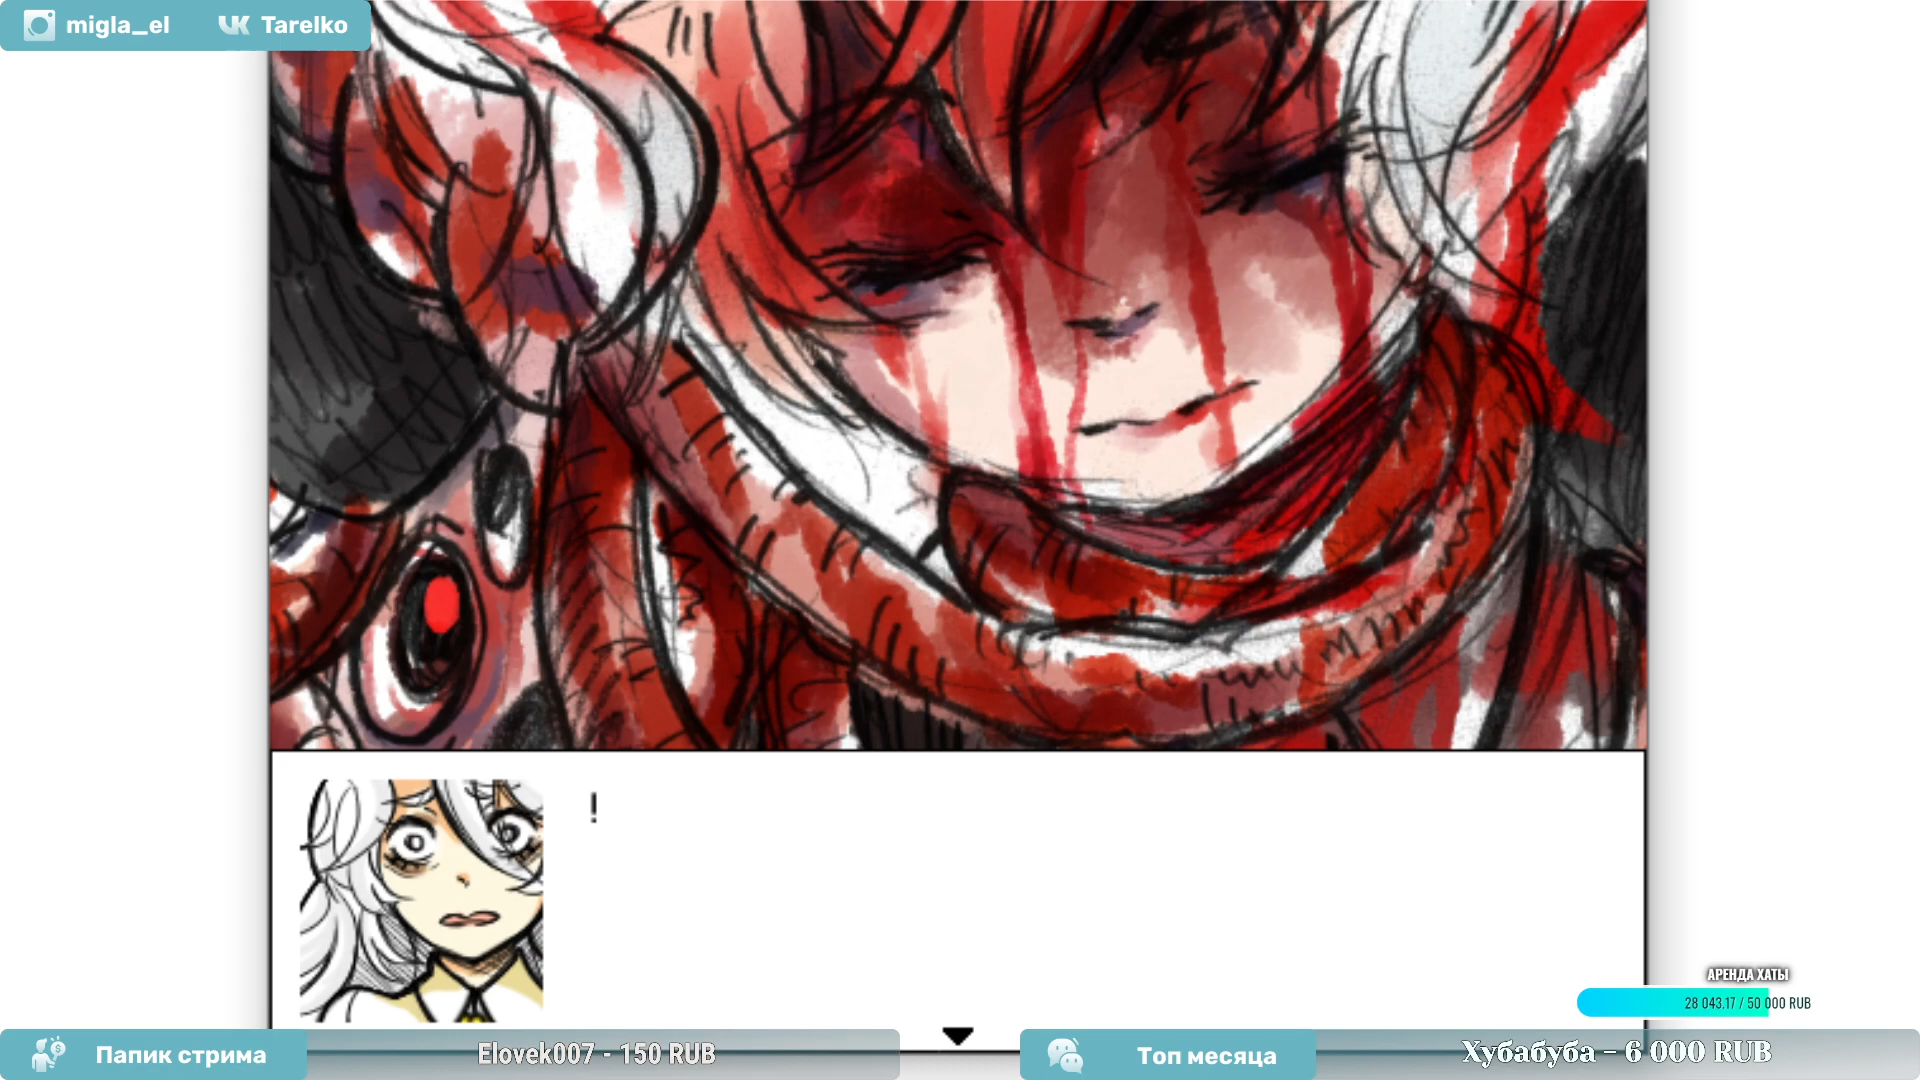 migla_el
Tarelko
!
АРЕНДА ХАТЫ
28 043.17 / 50 000 RUB
Папик стрима
Elovek007 - 150 RUB
Топ месяца
Хубабуба – 6 000 RUB